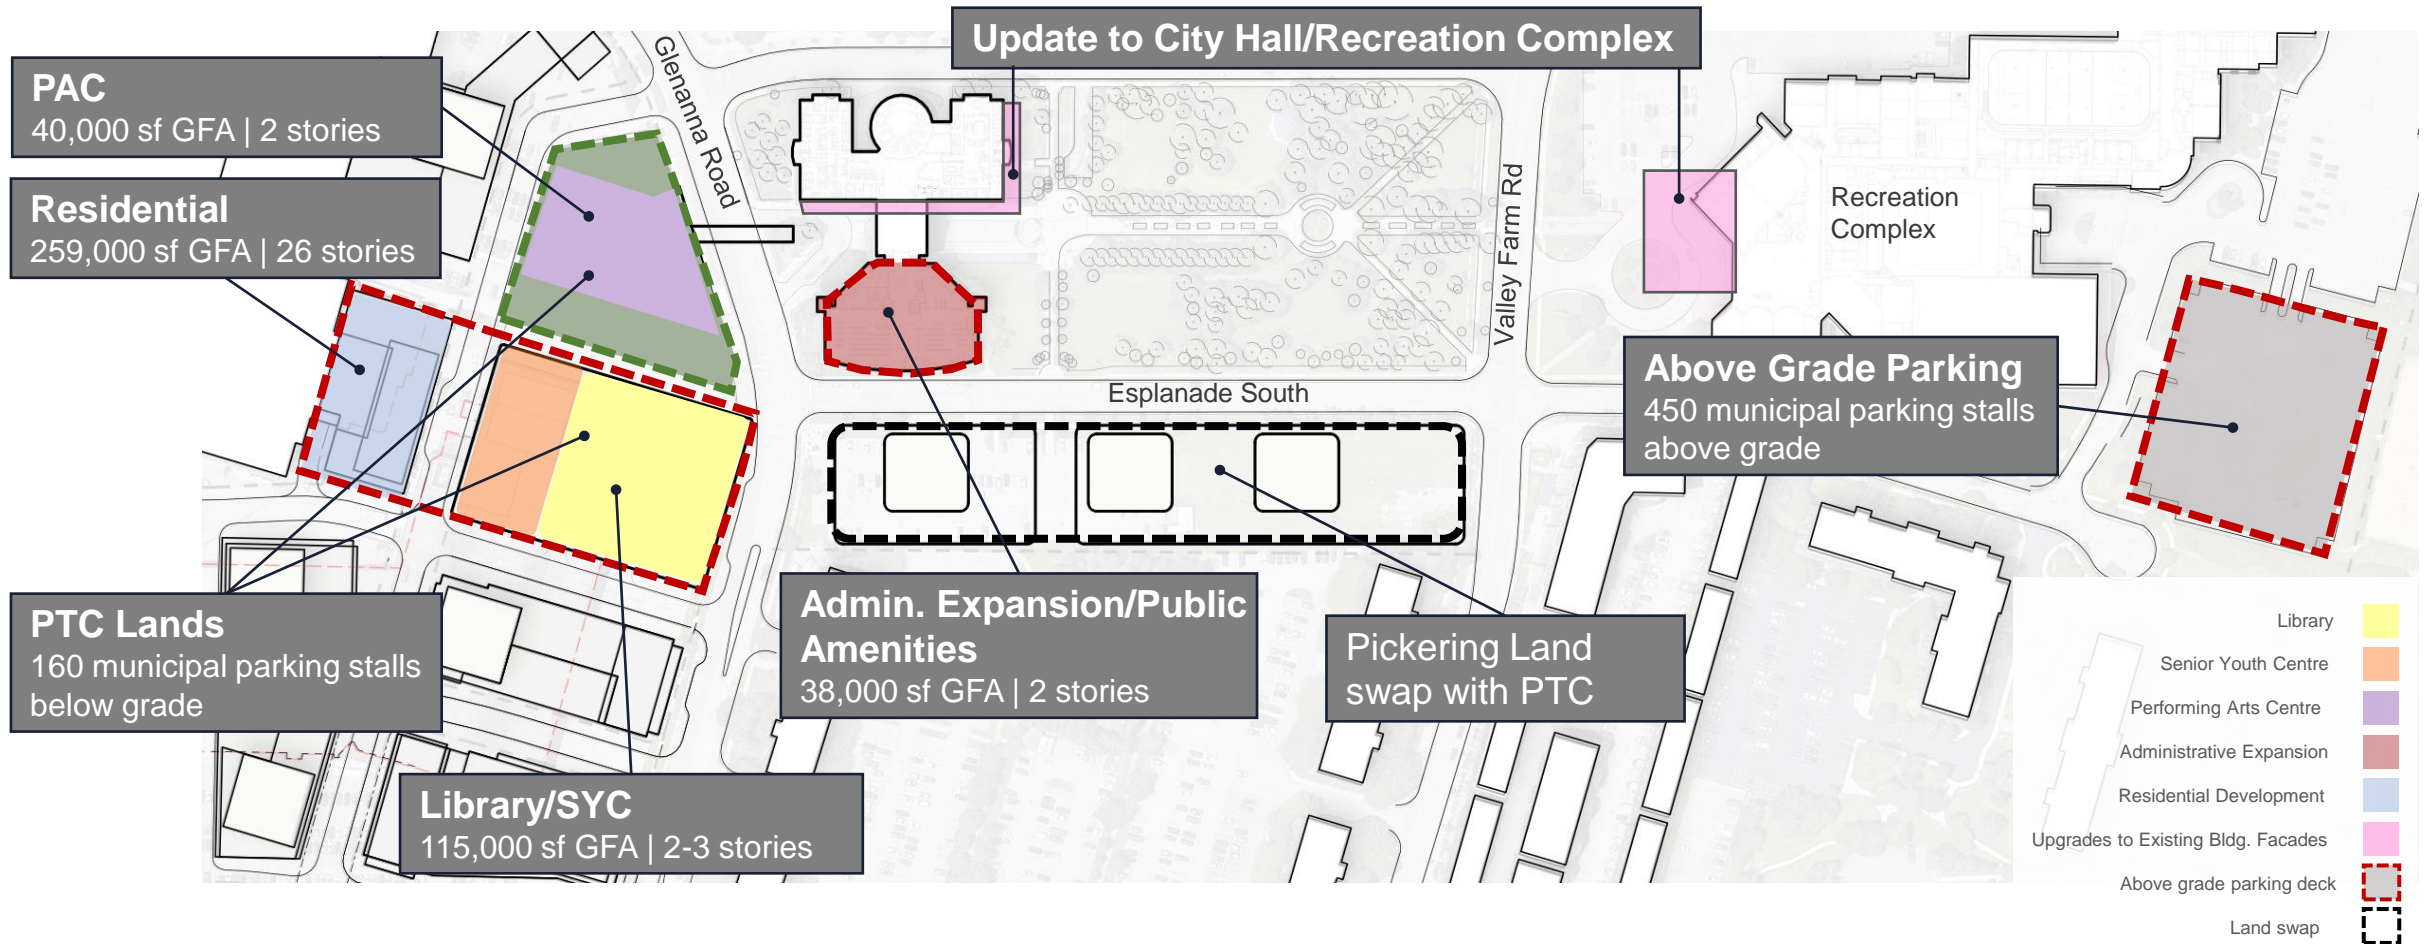 Update to City Hall/Recreation Complex
PAC
40,000 sf GFA | 2 stories
Residential
259,000 sf GFA | 26 stories
Glenanna Road
Valley Farm Rd
Recreation
Complex
Above Grade Parking
450 municipal parking stalls
above grade
Esplanade South
PTC Lands
160 municipal parking stalls
below grade
Admin. Expansion/Public
Amenities
38,000 sf GFA | 2 stories
Pickering Land
swap with PTC
Library/SYC
115,000 sf GFA | 2-3 stories
Library
Senior Youth Centre
Performing Arts Centre
Administrative Expansion
Residential Development
Upgrades to Existing Bldg. Facades
Above grade parking deck
Land swap